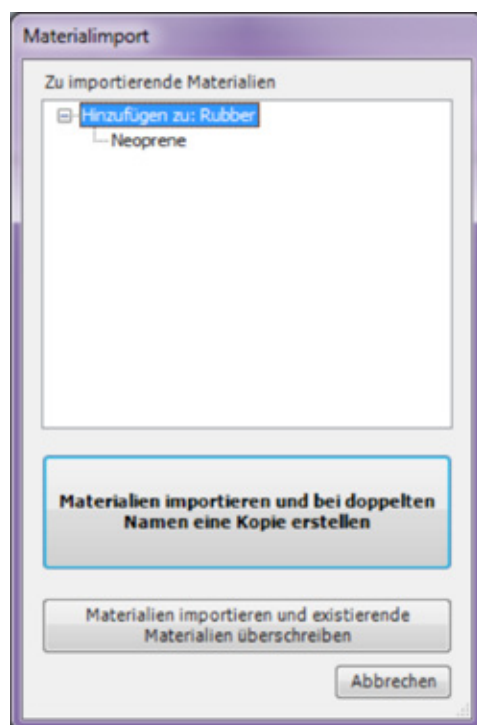 Materialimport
Zu importierende Materialien
Hinzufügen zu: Rubber
Neoprene
Materialien importieren und bei doppelten
Namen eine Kopie erstellen
Materialien importieren und existierende
Materialien überschreiben
Abbrechen